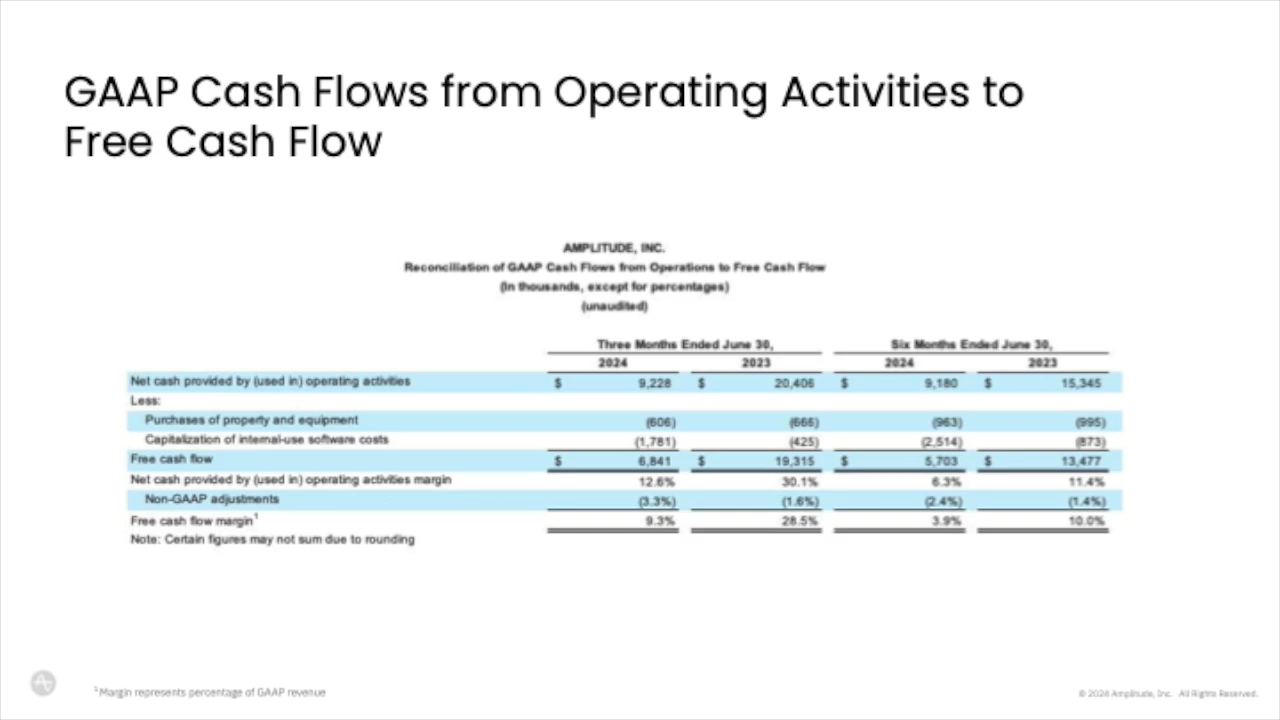 GAAP Cash Flows from Operating Activities to
Free Cash Flow
AMPLITUDE, INC.
Reconciliation of GAAP Cash Flows from Operations to Free Cash Flow
(In thousands, except for percentages)
(unaudited)
Three Months Ended June 30, Six Months Ended June 30,
2024 2023 2024 2023
Net cash provided by (used in) operating activities $ 9,228 $ 20,406 $ 9,180 $ 15,345
Less:
Purchases of property and equipment (606) (666) (963) (995)
Capitalization of internal-use software costs (1,781) (425) (2,514) (873)
Free cash flow $ 6,841 $ 19,315 $ 5,703 $ 13,477
Net cash provided by (used in) operating activities margin 12.6% 30.1% 6.3% 11.4%
Non-GAAP adjustments (3.3%) (1.6%) (2.4%) (1.4%)
Free cash flow margin¹ 9.3% 28.5% 3.9% 10.0%
Note: Certain figures may not sum due to rounding
¹ Margin represents percentage of GAAP revenue
© 2024 Amplitude, Inc. All Rights Reserved.